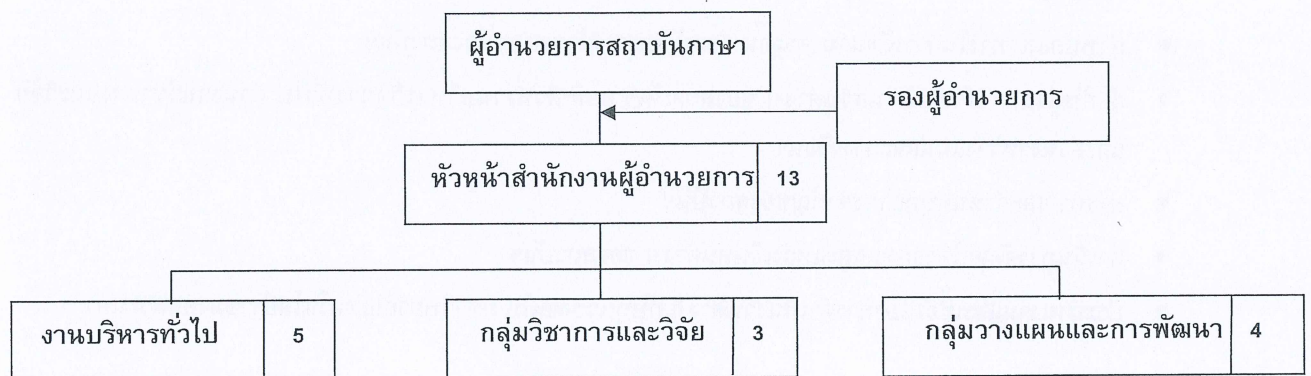 ผู้อำนวยการสถาบันภาษา
รองผู้อำนวยการ
หัวหน้าสำนักงานผู้อำนวยการ 13
งานบริหารทั่วไป 5
กลุ่มวิชาการและวิจัย 3
กลุ่มวางแผนและการพัฒนา 4